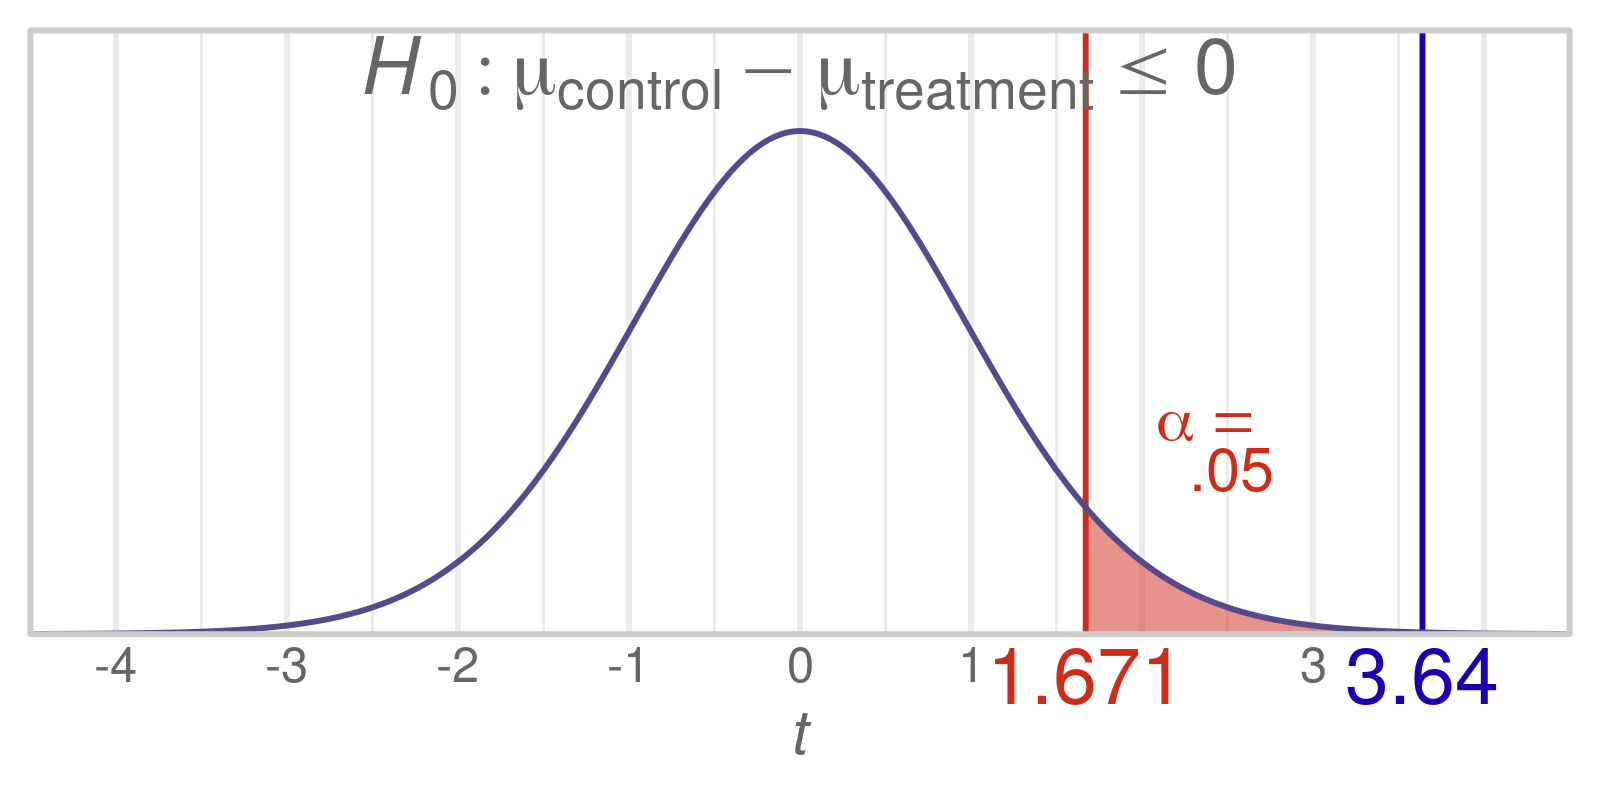 H₀ : μcontrol − μtreatment ≤ 0
α =
.05
-4 -3 -2 -1 0 1 1.671 3 3.64
t